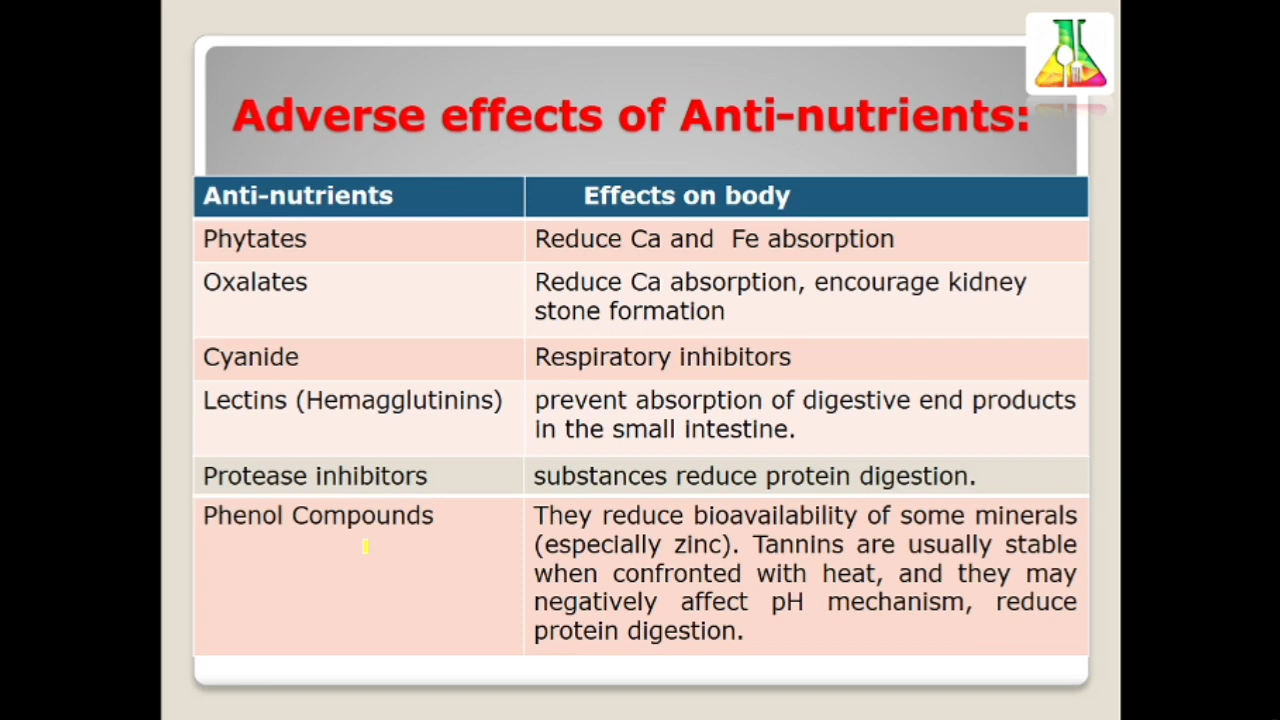 Adverse effects of Anti-nutrients:
Anti-nutrients
Effects on body
Phytates
Reduce Ca and Fe absorption
Oxalates
Reduce Ca absorption, encourage kidney
stone formation
Cyanide
Respiratory inhibitors
Lectins (Hemagglutinins)
prevent absorption of digestive end products
in the small intestine.
Protease inhibitors
substances reduce protein digestion.
Phenol Compounds
They reduce bioavailability of some minerals
(especially zinc). Tannins are usually stable
when confronted with heat, and they may
negatively affect pH mechanism, reduce
protein digestion.